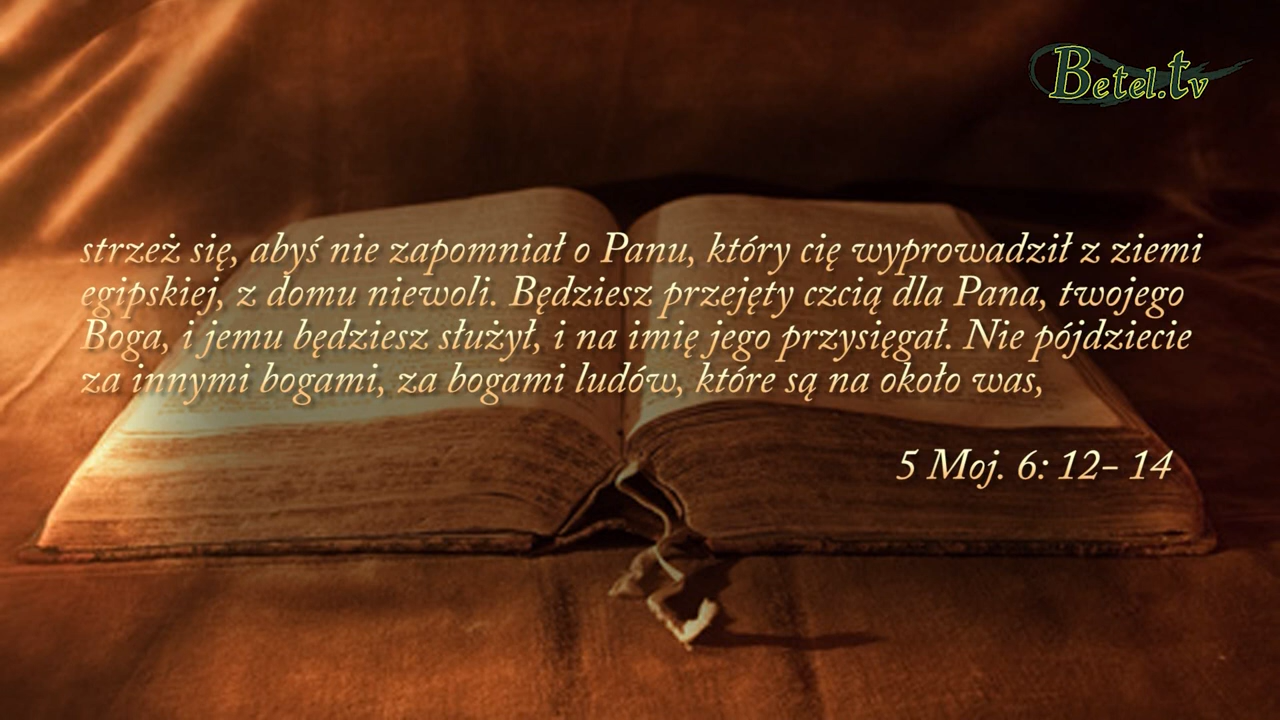 Betel.tv
strzeż się, abyś nie zapomniał o Panu, który cię wyprowadził z ziemi
egipskiej, z domu niewoli. Będziesz przejęty czcią dla Pana, twojego
Boga, i jemu będziesz służył, i na imię jego przysięgał. Nie pójdziecie
za innymi bogami, za bogami ludów, które są na około was,
5 Moj. 6: 12- 14